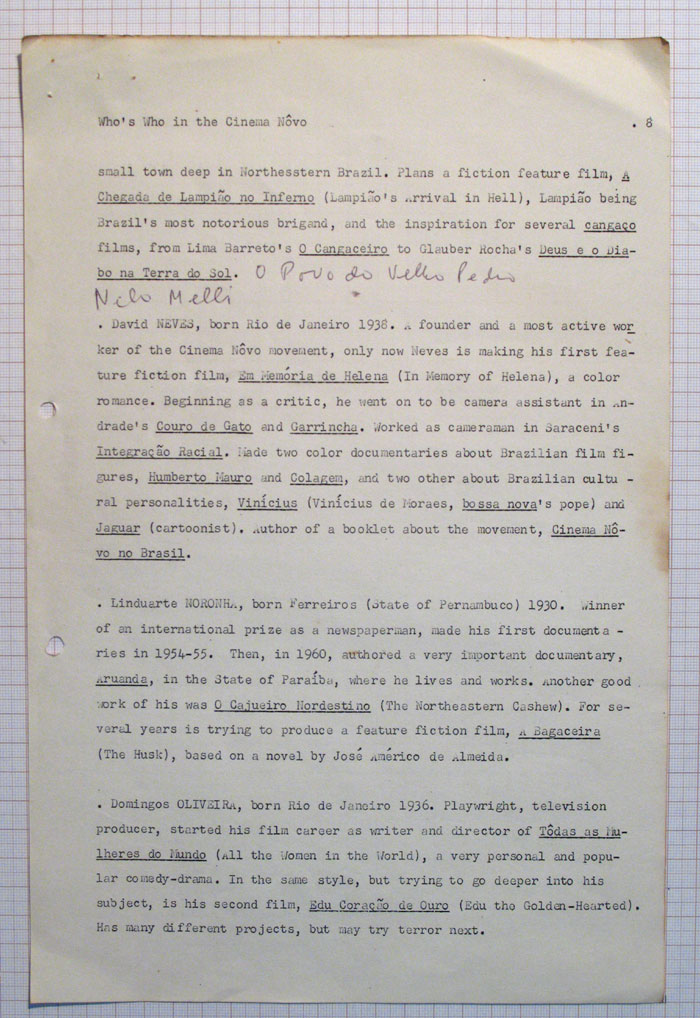 Who's Who in the Cinema Nôvo . 8
small town deep in Northesstern Brazil. Plans a fiction feature film, A
Chegada de Lampião no Inferno (Lampião's Arrival in Hell), Lampião being
Brazil's most notorious brigand, and the inspiration for several cangaço
films, from Lima Barreto's O Cangaceiro to Glauber Rocha's Deus e o Dia-
bo na Terra do Sol. O Povo do Velho Pedro
Nelo Melli
. David NEVES, born Rio de Janeiro 1938. A founder and a most active wor
ker of the Cinema Nôvo movement, only now Neves is making his first fea-
ture fiction film, Em Memória de Helena (In Memory of Helena), a color
romance. Beginning as a critic, he went on to be camera assistant in An-
drade's Couro de Gato and Garrincha. Worked as cameraman in Saraceni's
Integração Racial. Made two color documentaries about Brazilian film fi-
gures, Humberto Mauro and Colagem, and two other about Brazilian cultu -
ral personalities, Vinícius (Vinícius de Moraes, bossa nova's pope) and
Jaguar (cartoonist). Author of a booklet about the movement, Cinema Nô-
vo no Brasil.
. Linduarte NORONHA, born Ferreiros (State of Pernambuco) 1930. Winner
of an international prize as a newspaperman, made his first documenta -
ries in 1954-55. Then, in 1960, authored a very important documentary,
Aruanda, in the State of Paraíba, where he lives and works. Another good
work of his was O Cajueiro Nordestino (The Northeastern Cashew). For se-
veral years is trying to produce a feature fiction film, A Bagaceira
(The Husk), based on a novel by José Américo de Almeida.
. Domingos OLIVEIRA, born Rio de Janeiro 1936. Playwright, television
producer, started his film career as writer and director of Tôdas as Mu-
lheres do Mundo (All the Women in the World), a very personal and popu-
lar comedy-drama. In the same style, but trying to go deeper into his
subject, is his second film, Edu Coração de Ouro (Edu the Golden-Hearted).
Has many different projects, but may try terror next.